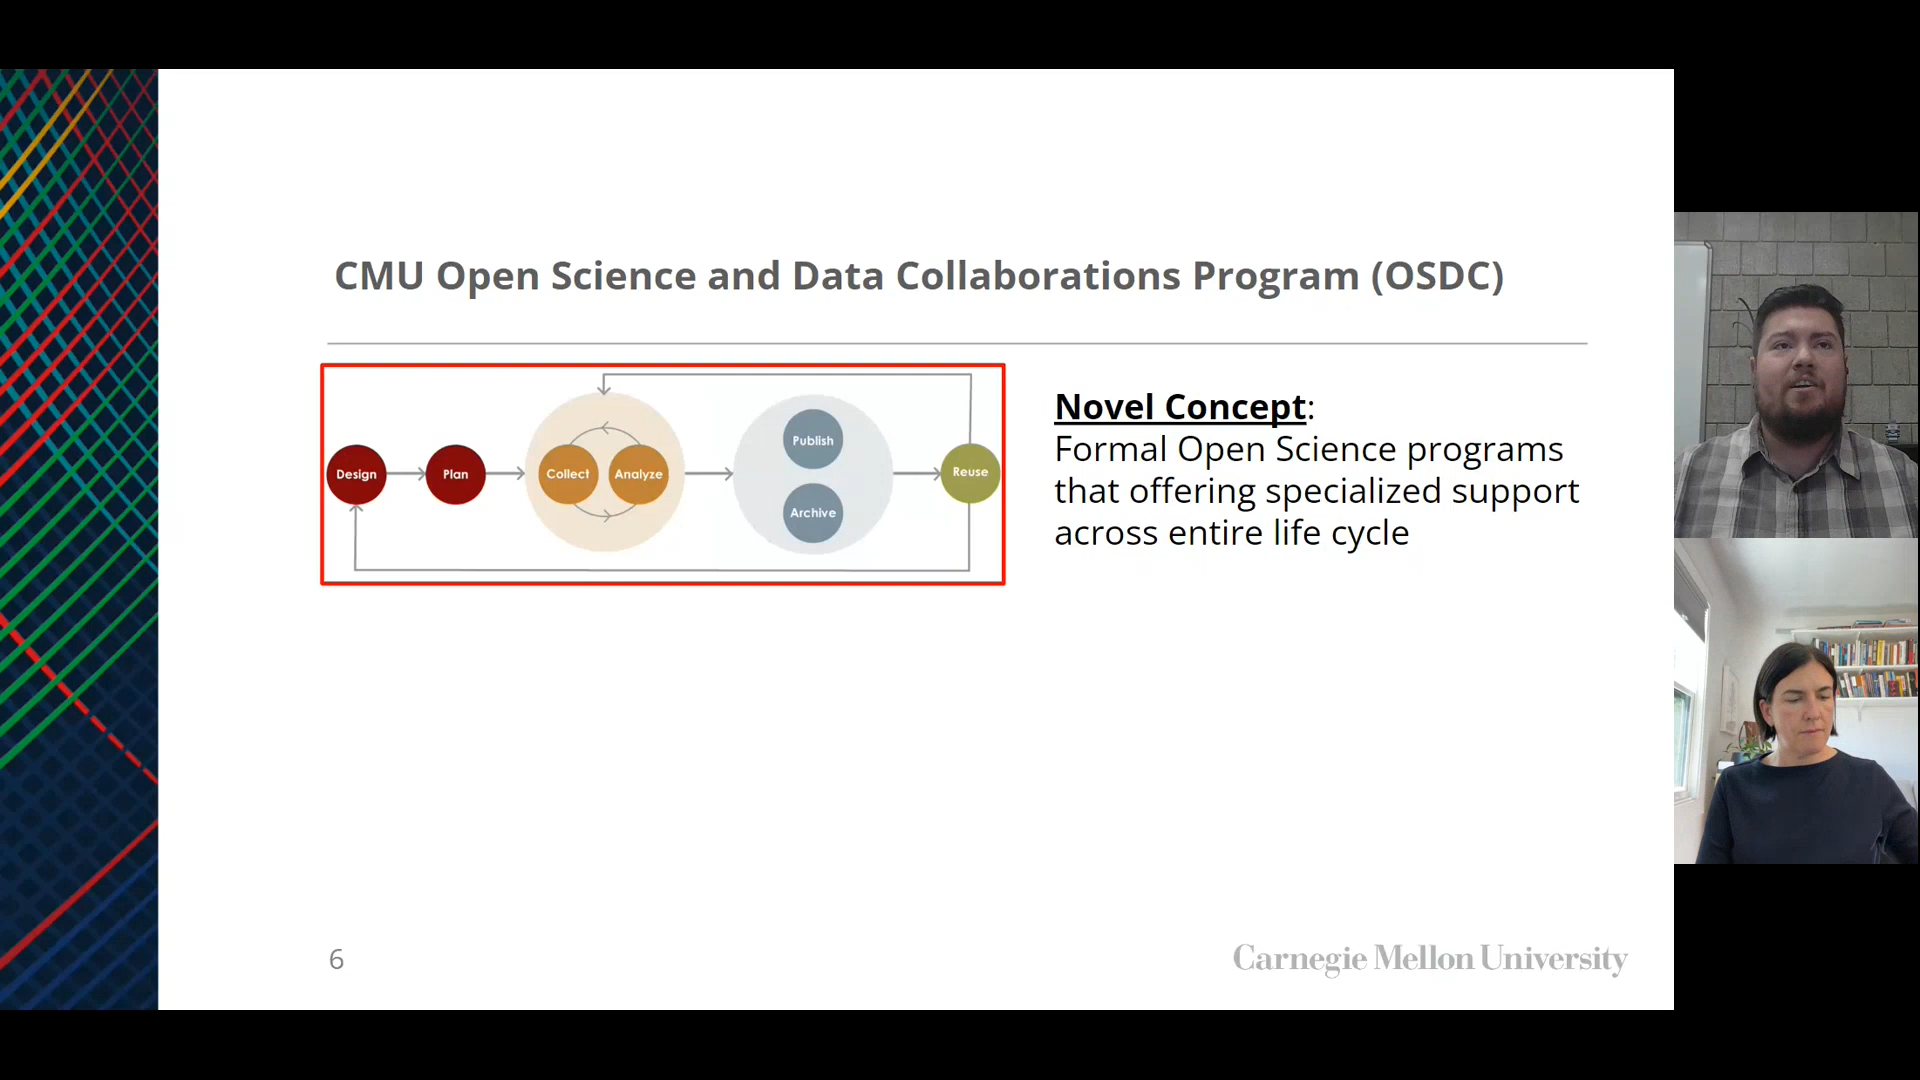 CMU Open Science and Data Collaborations Program (OSDC)
Design
Plan
Collect
Analyze
Publish
Archive
Reuse
Novel Concept:
Formal Open Science programs
that offering specialized support
across entire life cycle
6
Carnegie Mellon University